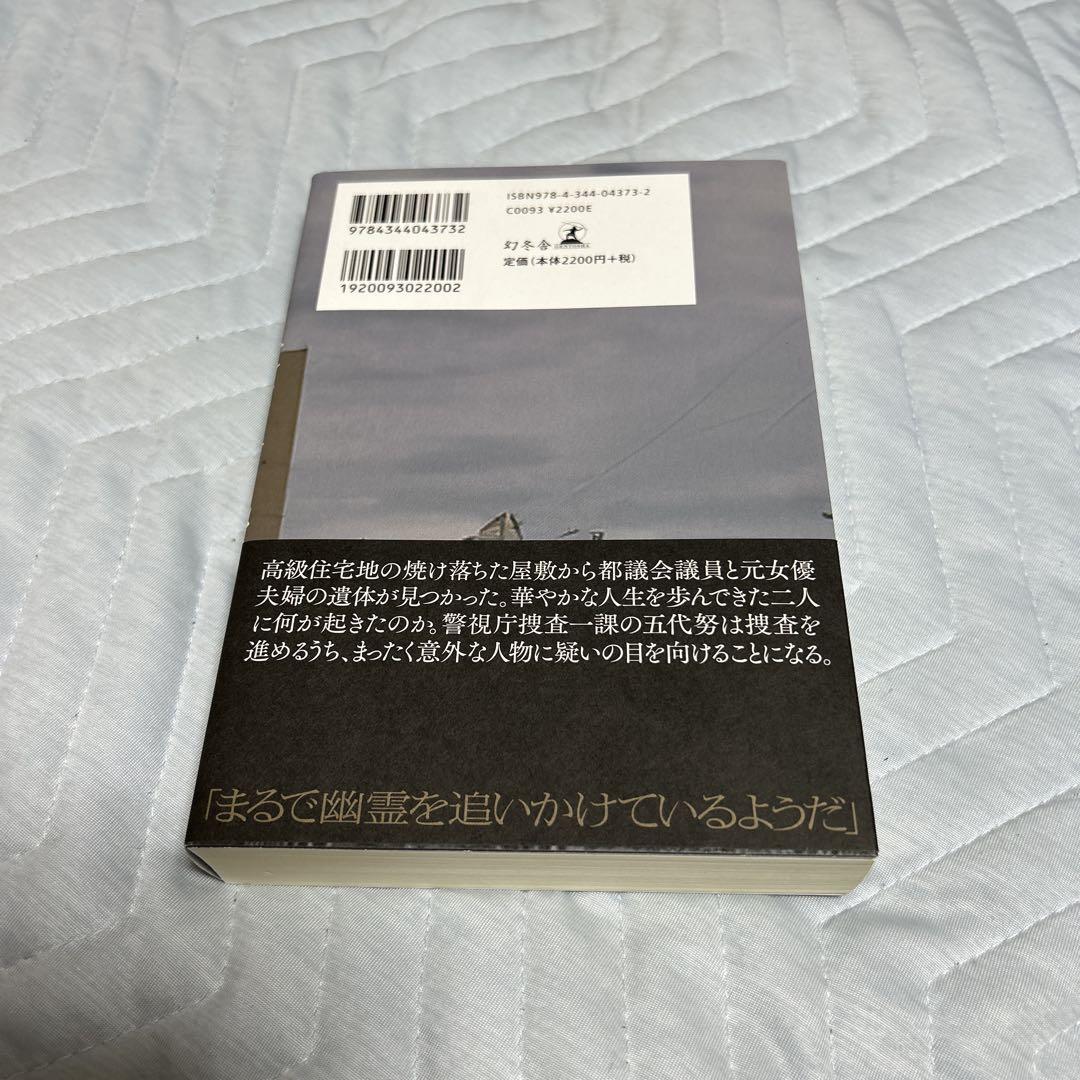 ISBN978-4-344-04373-2
C0093 ¥2200E
9784344043732
幻冬舎
GENTOSHA
定価(本体2200円+税)
1920093022002
高級住宅地の焼け落ちた屋敷から都議会議員と元女優
夫婦の遺体が見つかった。華やかな人生を歩んできた二人
に何が起きたのか。警視庁捜査一課の五代努は捜査を
進めるうち、まったく意外な人物に疑いの目を向けることになる。
「まるで幽霊を追いかけているようだ」